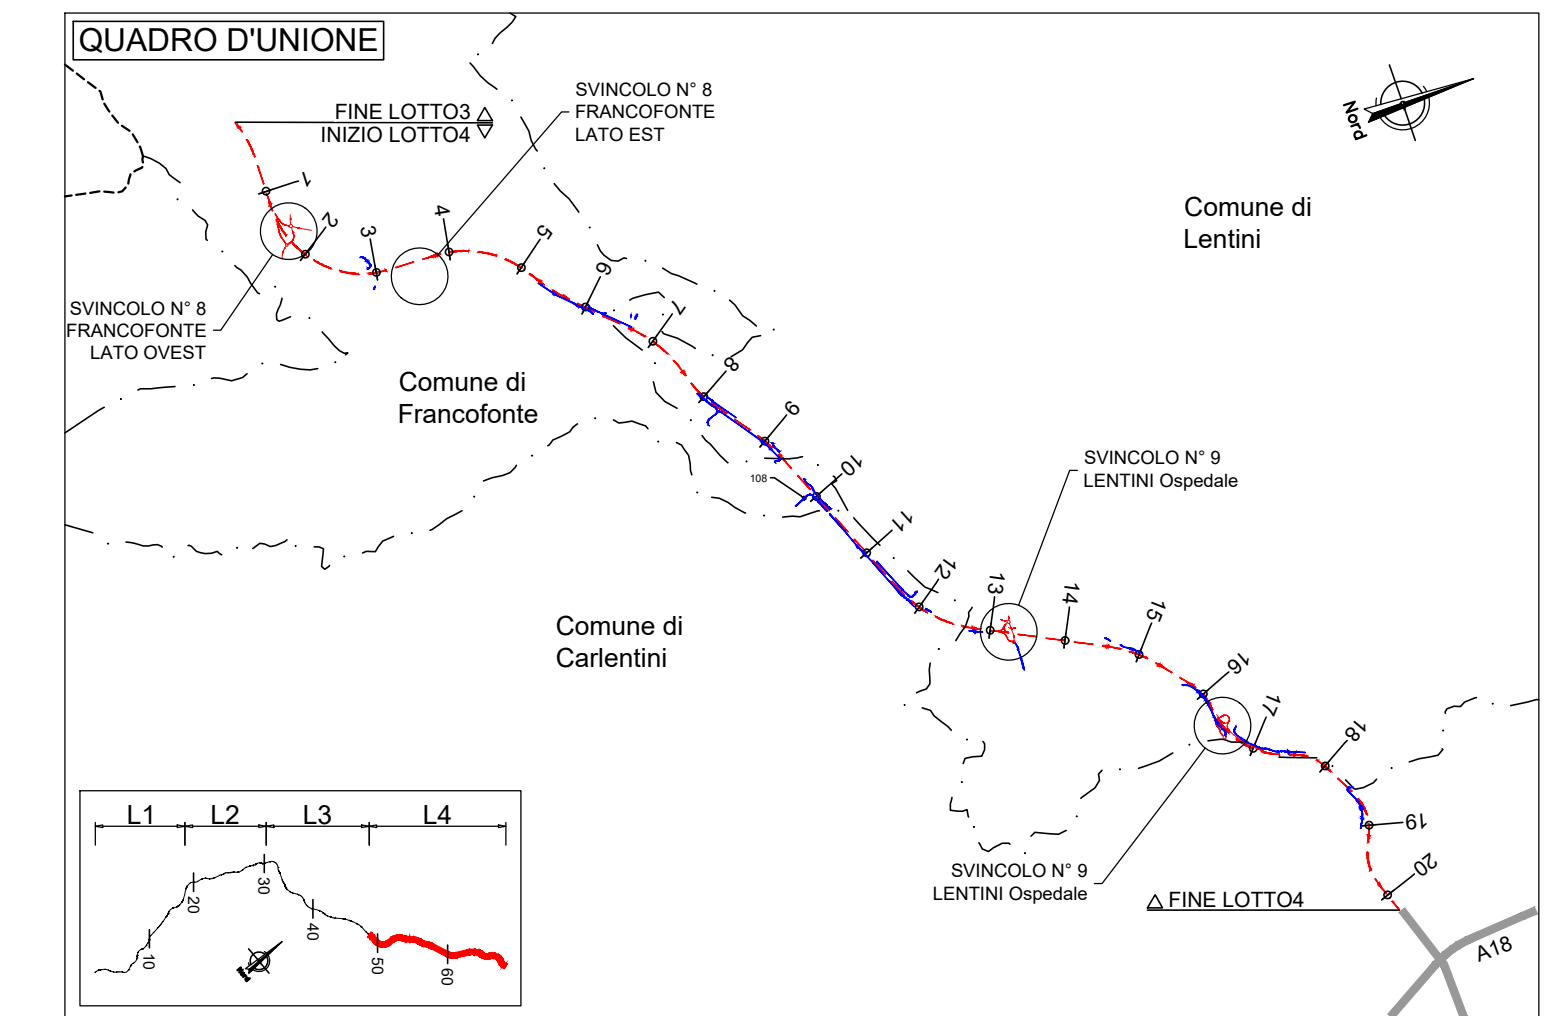 QUADRO D'UNIONE
FINE LOTTO3
INIZIO LOTTO4
SVINCOLO N° 8
FRANCOFONTE
LATO EST
Nord
Comune di
Lentini
1
2
3
4
5
6
7
8
9
10
11
12
13
14
15
16
17
18
19
20
SVINCOLO N° 8
FRANCOFONTE
LATO OVEST
Comune di
Francofonte
108
SVINCOLO N° 9
LENTINI Ospedale
Comune di
Carlentini
SVINCOLO N° 9
LENTINI Ospedale
FINE LOTTO4
A18
L1 L2 L3 L4
10
20
30
40
50
60
Nord